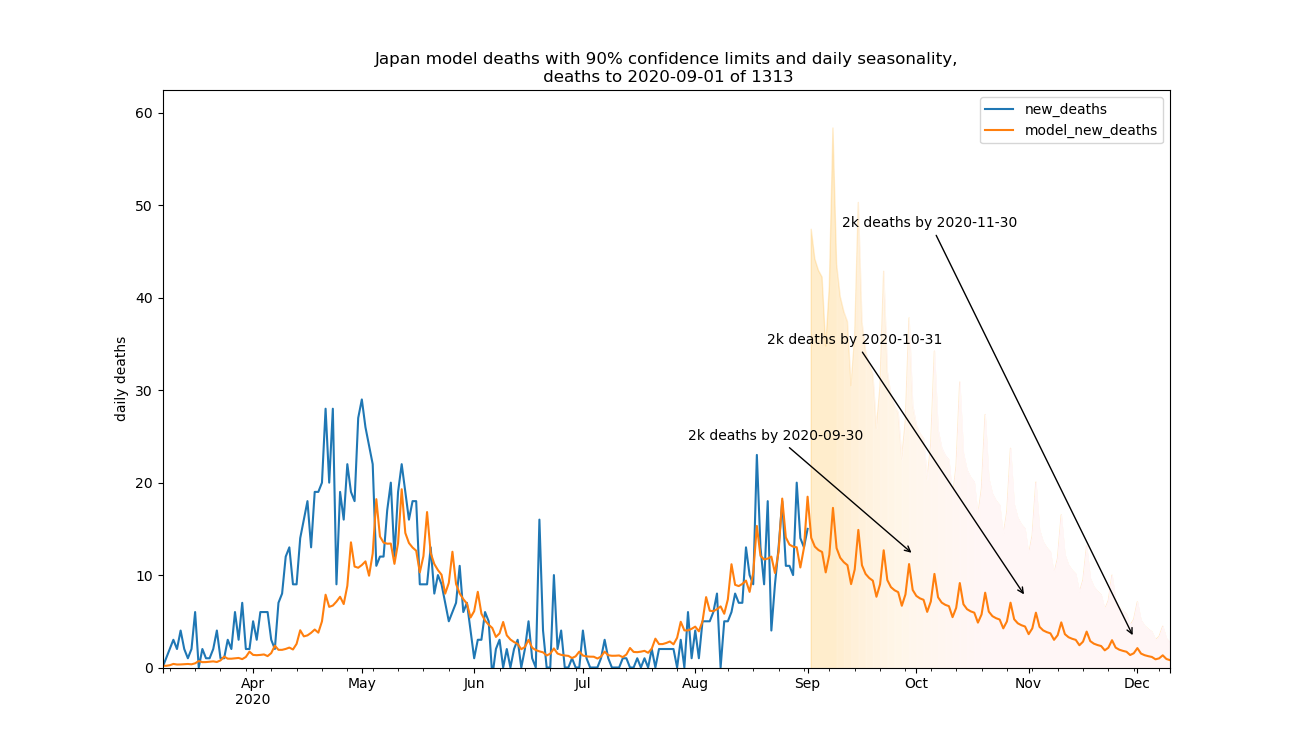 Japan model deaths with 90% confidence limits and daily seasonality,
deaths to 2020-09-01 of 1313
new_deaths
model_new_deaths
daily deaths
60
50
40
30
20
10
0
2k deaths by 2020-11-30
2k deaths by 2020-10-31
2k deaths by 2020-09-30
Apr May Jun Jul Aug Sep Oct Nov Dec
2020